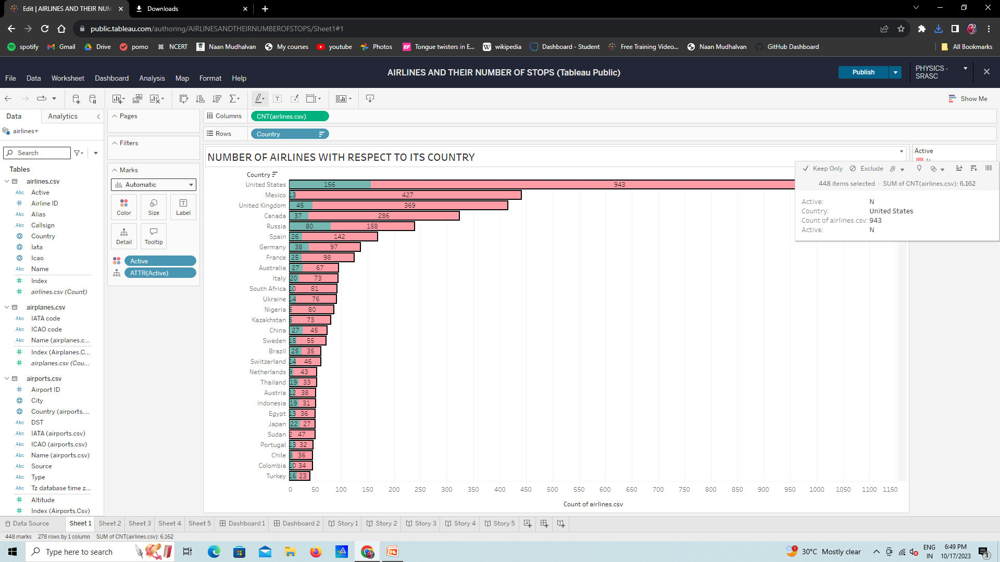 Edit | AIRLINES AND THEIR NUM
Downloads
public.tableau.com/authoring/AIRLINESANDTHEIRNUMBEROFSTOPS/Sheet1#1
spotify Gmail Drive pomo NCERT Naan Mudhalvan My courses youtube Photos Tongue twisters in E... wikipedia Dashboard - Student Free Training Video... Naan Mudhalvan GitHub Dashboard All Bookmarks
AIRLINES AND THEIR NUMBER OF STOPS (Tableau Public)
Publish
PHYSICS -
SRASC
File Data Worksheet Dashboard Analysis Map Format Help
Show Me
Data Analytics
airlines+
Search
Tables
airlines.csv
Abc Active
Airline ID
Abc Alias
Abc Callsign
Country
Iata
Icao
Abc Name
Index
airlines.csv (Count)
airplanes.csv
Abc IATA code
Abc ICAO code
Abc Name (airplanes.c...
Index (Airplanes.C...
airplanes.csv (Cou...
airports.csv
Airport ID
City
Country (airports....
Abc DST
Abc IATA (airports.csv)
Abc ICAO (airports.csv)
Abc Name (airports.csv)
Abc Source
Abc Type
Abc Tz database time z...
Altitude
Index (Airports.Csv)
Pages
Filters
Marks
Automatic
Color Size Label
Detail Tooltip
Active
ATTR(Active)
Columns CNT(airlines.csv)
Rows Country
NUMBER OF AIRLINES WITH RESPECT TO ITS COUNTRY
Country
United States 156 943
Mexico 13 427
United Kingdom 45 369
Canada 37 286
Russia 80 158
Spain 26 142
Germany 38 97
France 25 98
Australia 27 67
Italy 20 73
South Africa 10 81
Ukraine 14 76
Nigeria 80
Kazakhstan 73
China 27 45
Sweden 15 55
Brazil 25 35
Switzerland 14 46
Netherlands 9 43
Thailand 19 33
Austria 12 38
Indonesia 19 31
Egypt 13 36
Japan 22 27
Sudan 2 47
Portugal 13 32
Chile 3 36
Colombia 10 34
Turkey 16 23
0 50 100 150 200 250 300 350 400 450 500 550 600 650 700 750 800 850 900 950 1000 1050 1100 1150
Count of airlines.csv
Active
Keep Only Exclude
448 items selected · SUM of CNT(airlines.csv): 6,162
Active: N
Country: United States
Count of airlines.csv: 943
Active: N
Data Source Sheet 1 Sheet 2 Sheet 3 Sheet 4 Sheet 5 Dashboard 1 Dashboard 2 Story 1 Story 2 Story 3 Story 4 Story 5
448 marks 278 rows by 1 column SUM of CNT(airlines.csv): 6,162
Type here to search
1
30°C Mostly clear
ENG
IN
6:49 PM
10/17/2023
3